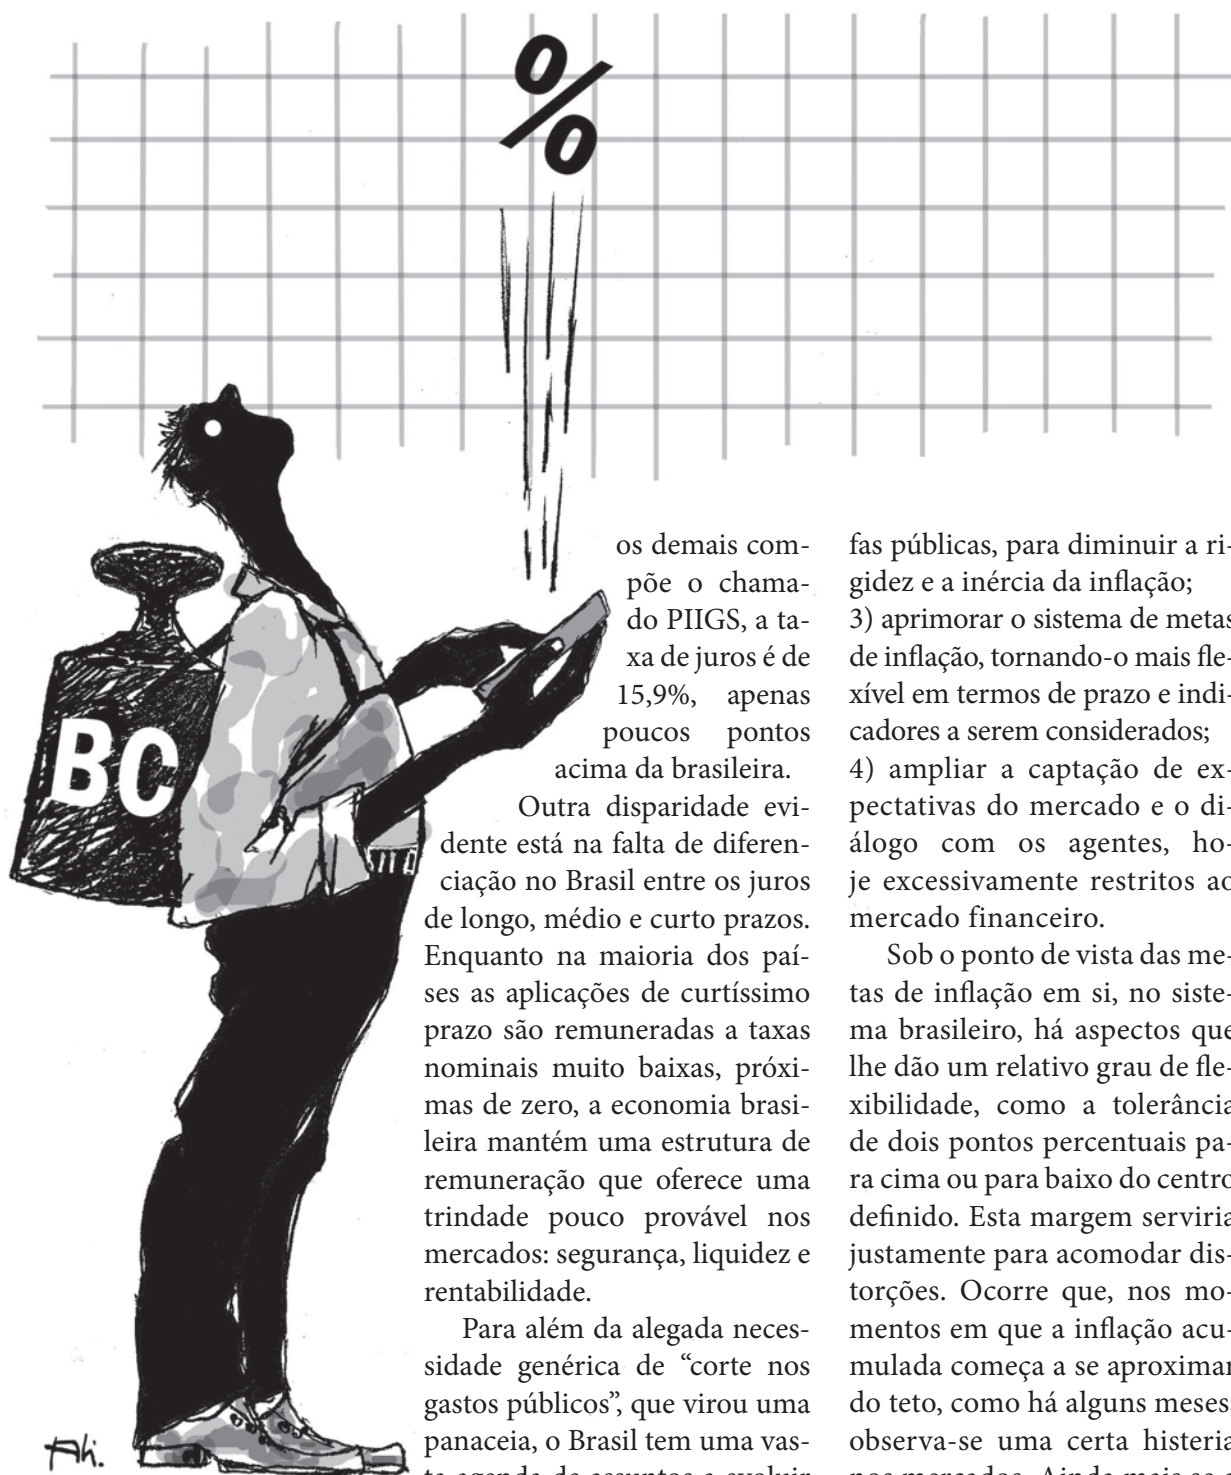 %
BC
Ahi.
os demais com-
põe o chama-
do PIIGS, a ta-
xa de juros é de
15,9%, apenas
poucos pontos
acima da brasileira.
Outra disparidade evi-
dente está na falta de diferen-
ciação no Brasil entre os juros
de longo, médio e curto prazos.
Enquanto na maioria dos paí-
ses as aplicações de curtíssimo
prazo são remuneradas a taxas
nominais muito baixas, próxi-
mas de zero, a economia brasi-
leira mantém uma estrutura de
remuneração que oferece uma
trindade pouco provável nos
mercados: segurança, liquidez e
rentabilidade.
Para além da alegada neces-
sidade genérica de “corte nos
gastos públicos”, que virou uma
panaceia, o Brasil tem uma vas-
ta agenda de assuntos a evoluir
fas públicas, para diminuir a ri-
gidez e a inércia da inflação;
3) aprimorar o sistema de metas
de inflação, tornando-o mais fle-
xível em termos de prazo e indi-
cadores a serem considerados;
4) ampliar a captação de ex-
pectativas do mercado e o di-
álogo com os agentes, ho-
je excessivamente restritos ao
mercado financeiro.
Sob o ponto de vista das me-
tas de inflação em si, no siste-
ma brasileiro, há aspectos que
lhe dão um relativo grau de fle-
xibilidade, como a tolerância
de dois pontos percentuais pa-
ra cima ou para baixo do centro
definido. Esta margem serviria
justamente para acomodar dis-
torções. Ocorre que, nos mo-
mentos em que a inflação acu-
mulada começa a se aproximar
do teto, como há alguns meses
observa-se uma certa histeria
nos mercados. Ainda mais